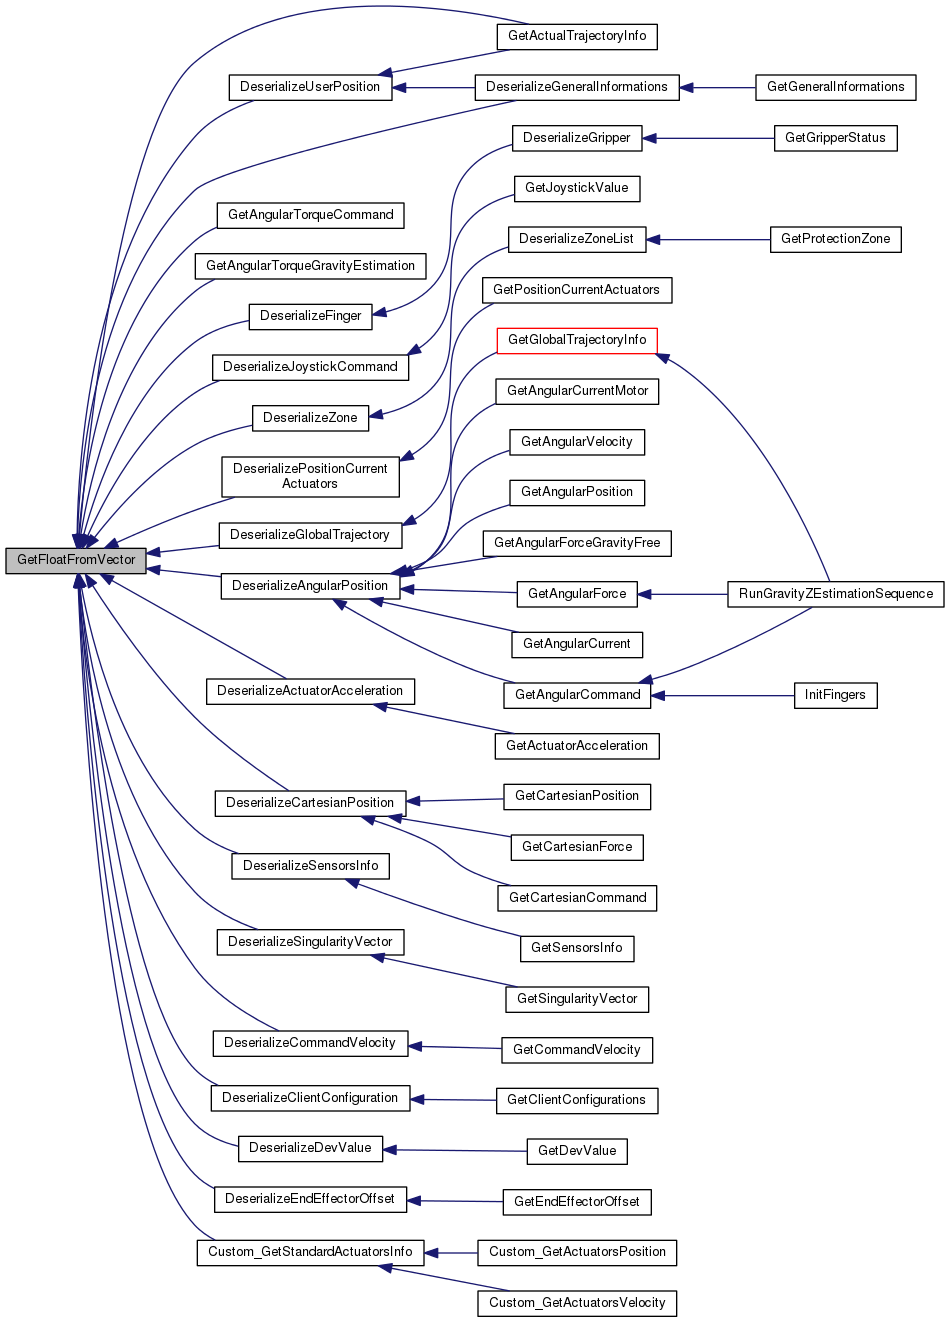 GetActualTrajectoryInfo
DeserializeUserPosition
DeserializeGeneralInformations
GetGeneralInformations
DeserializeGripper
GetGripperStatus
GetJoystickValue
GetAngularTorqueCommand
DeserializeZoneList
GetProtectionZone
GetAngularTorqueGravityEstimation
GetPositionCurrentActuators
DeserializeFinger
GetGlobalTrajectoryInfo
DeserializeJoystickCommand
GetAngularCurrentMotor
DeserializeZone
GetAngularVelocity
DeserializePositionCurrent
Actuators
GetAngularPosition
DeserializeGlobalTrajectory
GetAngularForceGravityFree
GetFloatFromVector
DeserializeAngularPosition
GetAngularForce
RunGravityZEstimationSequence
GetAngularCurrent
DeserializeActuatorAcceleration
GetAngularCommand
InitFingers
GetActuatorAcceleration
DeserializeCartesianPosition
GetCartesianPosition
GetCartesianForce
DeserializeSensorsInfo
GetCartesianCommand
DeserializeSingularityVector
GetSensorsInfo
GetSingularityVector
DeserializeCommandVelocity
GetCommandVelocity
DeserializeClientConfiguration
GetClientConfigurations
DeserializeDevValue
GetDevValue
DeserializeEndEffectorOffset
GetEndEffectorOffset
Custom_GetStandardActuatorsInfo
Custom_GetActuatorsPosition
Custom_GetActuatorsVelocity